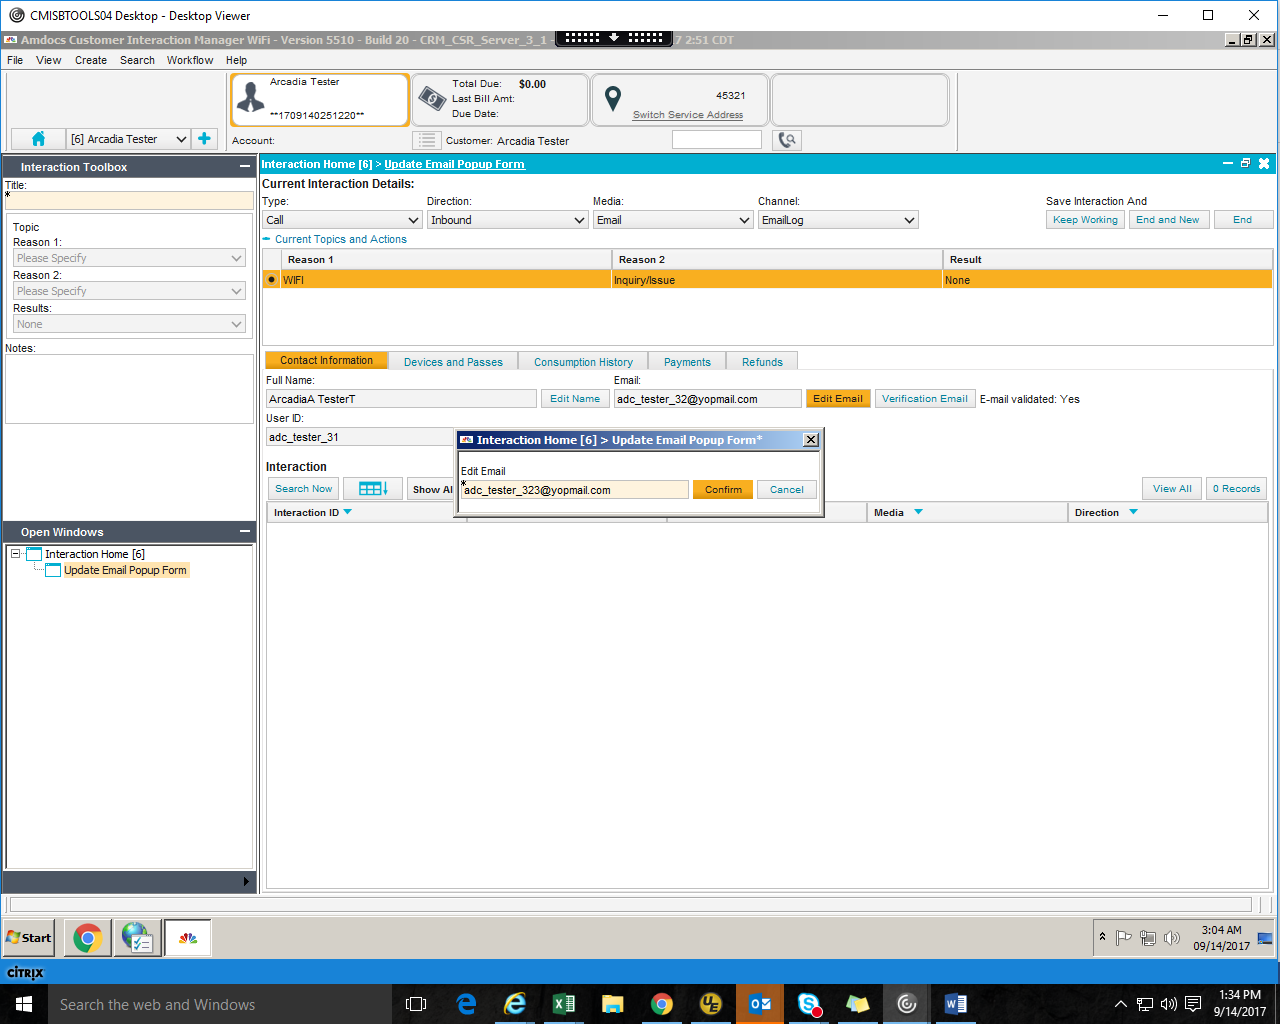 CMISBTOOLS04 Desktop - Desktop Viewer
Amdocs Customer Interaction Manager WiFi - Version 5510 - Build 20 - CRM_CSR_Server_3_1 - 7 2:51 CDT
File View Create Search Workflow Help
Arcadia Tester
**1709140251220**
Total Due: $0.00
Last Bill Amt:
Due Date:
45321
Switch Service Address
[6] Arcadia Tester
Account:
Customer: Arcadia Tester
Interaction Toolbox
Title:
*
Topic
Reason 1:
Please Specify
Reason 2:
Please Specify
Results:
None
Notes:
Open Windows
Interaction Home [6]
Update Email Popup Form
Interaction Home [6] > Update Email Popup Form
Current Interaction Details:
Type: Direction: Media: Channel: Save Interaction And
Call Inbound Email EmailLog Keep Working End and New End
Current Topics and Actions
Reason 1 Reason 2 Result
WIFI Inquiry/Issue None
Contact Information Devices and Passes Consumption History Payments Refunds
Full Name: Email:
ArcadiaA TesterT Edit Name adc_tester_32@yopmail.com Edit Email Verification Email E-mail validated: Yes
User ID:
adc_tester_31
Interaction Home [6] > Update Email Popup Form*
Edit Email
*
adc_tester_323@yopmail.com Confirm Cancel
Interaction
Search Now Show Al View All 0 Records
Interaction ID Media Direction
Start
3:04 AM
09/14/2017
CİTRIX
Search the web and Windows
1:34 PM
9/14/2017